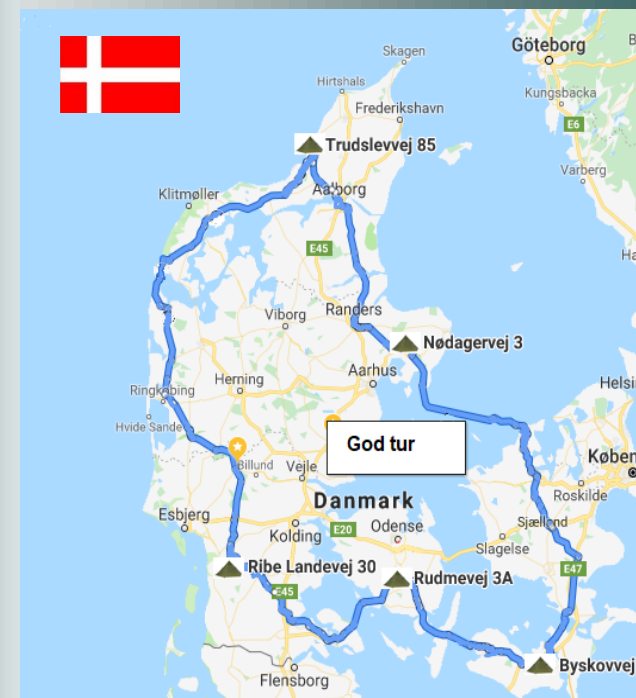 Skagen
Göteborg
Hirtshals
Kungsbacka
Frederikshavn
E6
Trudslevvej 85
Varberg
Klitmøller
Aalborg
E45
Viborg
Randers
Nødagervej 3
Aarhus
Herning
Ringkøbing
Helsi
Hvide Sande
God tur
Billund
Vejle
Køben
Danmark
Roskilde
Esbjerg
E20
Odense
Sjælland
Kolding
Slagelse
Ribe Landevej 30
E47
Rudmevej 3A
E45
Byskovvej
Flensborg